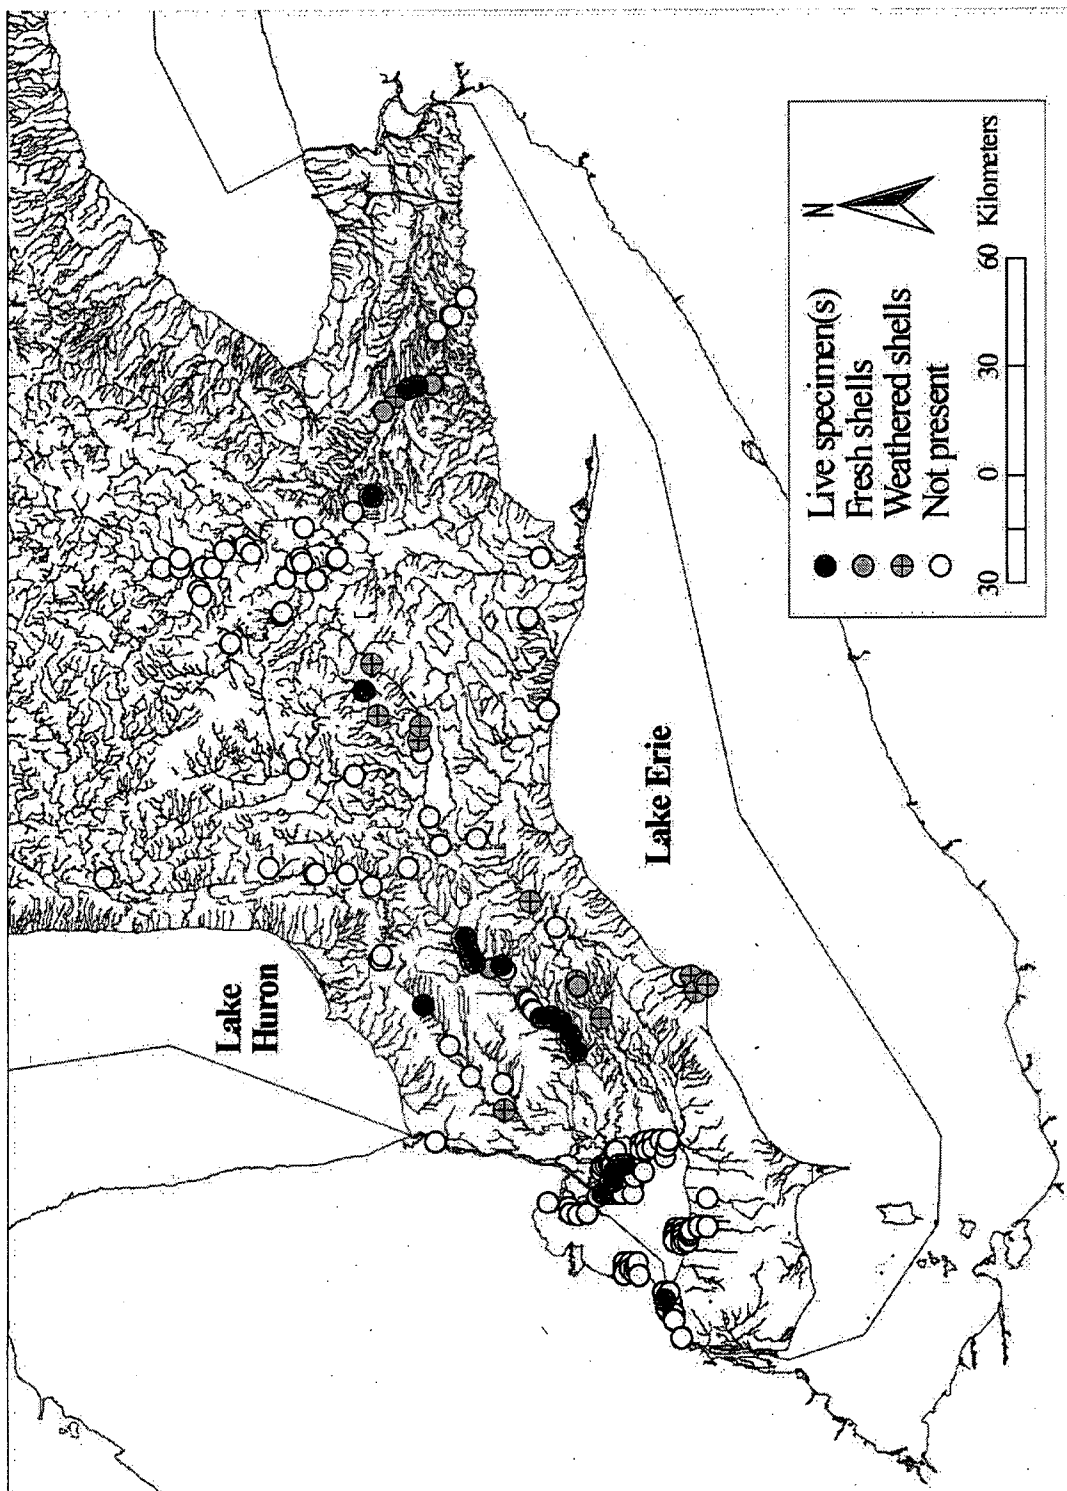 Lake
Huron
Lake Erie
Live specimen(s)
Fresh shells
Weathered shells
Not present
N
30 0 30 60 Kilometers